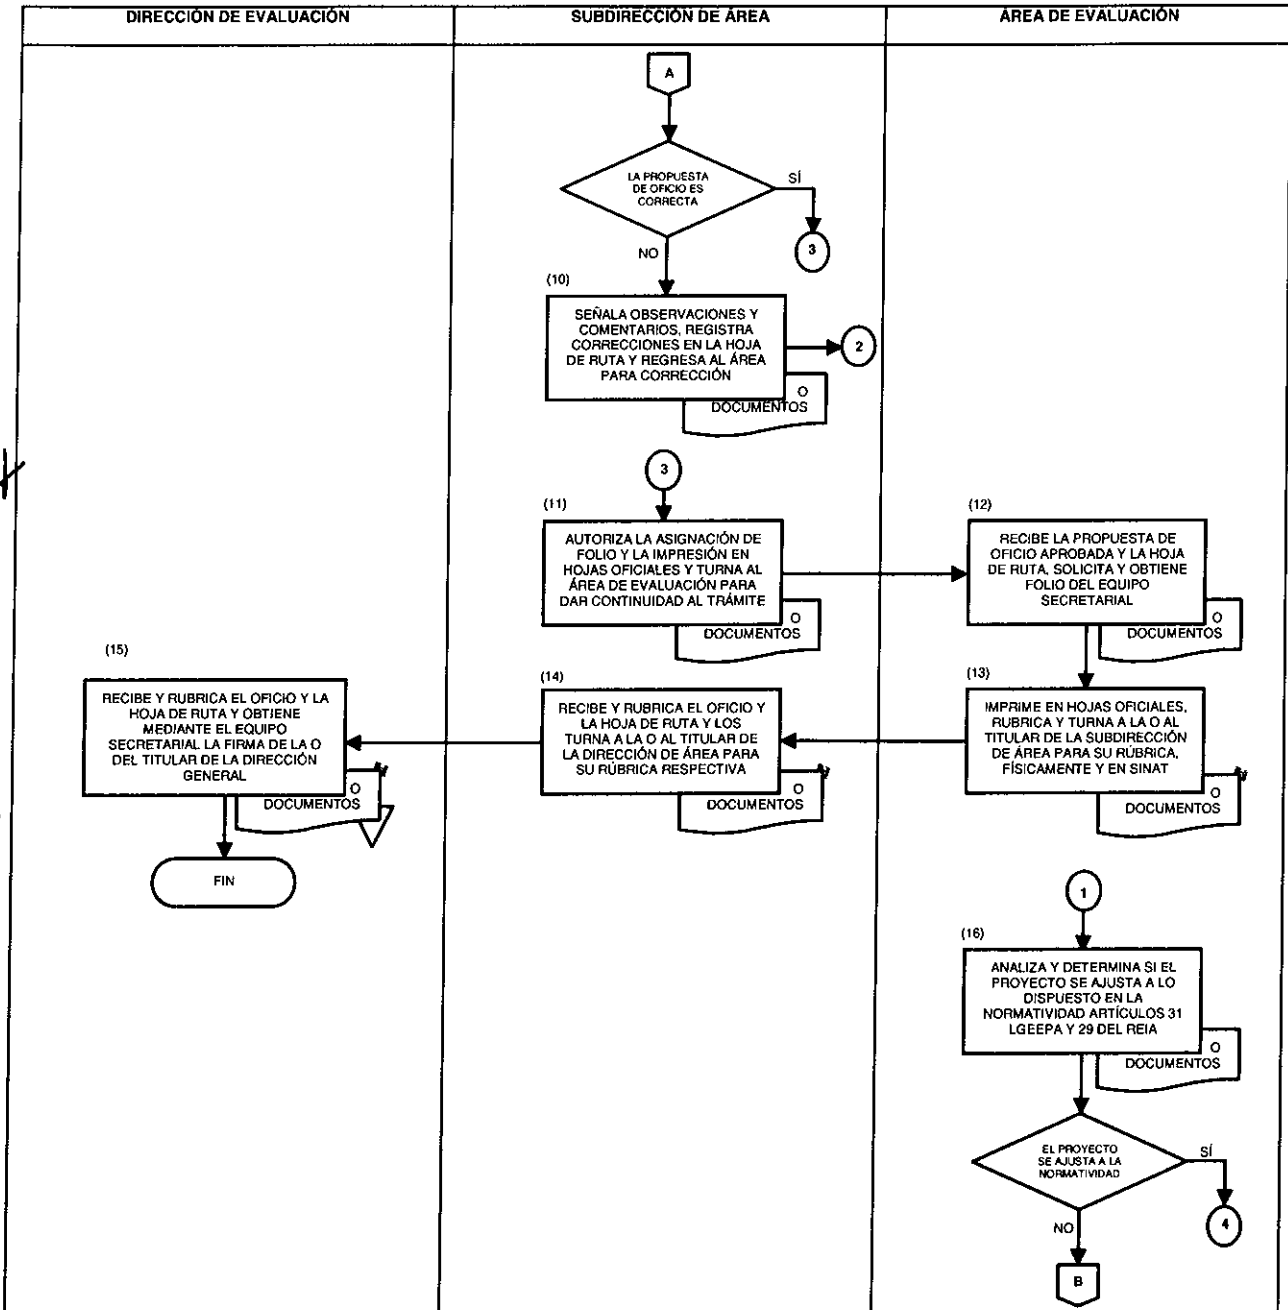 DIRECCIÓN DE EVALUACIÓN
SUBDIRECCIÓN DE ÁREA
ÁREA DE EVALUACIÓN
A
LA PROPUESTA
DE OFICIO ES
CORRECTA
SÍ
3
NO
(10)
SEÑALA OBSERVACIONES Y
COMENTARIOS, REGISTRA
CORRECCIONES EN LA HOJA
DE RUTA Y REGRESA AL ÁREA
PARA CORRECCIÓN
2
O
DOCUMENTOS
3
(11)
AUTORIZA LA ASIGNACIÓN DE
FOLIO Y LA IMPRESIÓN EN
HOJAS OFICIALES Y TURNA AL
ÁREA DE EVALUACIÓN PARA
DAR CONTINUIDAD AL TRÁMITE
O
DOCUMENTOS
(12)
RECIBE LA PROPUESTA DE
OFICIO APROBADA Y LA HOJA
DE RUTA, SOLICITA Y OBTIENE
FOLIO DEL EQUIPO
SECRETARIAL
O
DOCUMENTOS
(13)
IMPRIME EN HOJAS OFICIALES,
RUBRICA Y TURNA A LA O AL
TITULAR DE LA SUBDIRECCIÓN
DE ÁREA PARA SU RÚBRICA,
FÍSICAMENTE Y EN SINAT
O
DOCUMENTOS
(14)
RECIBE Y RUBRICA EL OFICIO Y
LA HOJA DE RUTA Y LOS
TURNA A LA O AL TITULAR DE
LA DIRECCIÓN DE ÁREA PARA
SU RÚBRICA RESPECTIVA
O
DOCUMENTOS
(15)
RECIBE Y RUBRICA EL OFICIO Y LA
HOJA DE RUTA Y OBTIENE
MEDIANTE EL EQUIPO
SECRETARIAL LA FIRMA DE LA O
DEL TITULAR DE LA DIRECCIÓN
GENERAL
O
DOCUMENTOS
FIN
1
(16)
ANALIZA Y DETERMINA SI EL
PROYECTO SE AJUSTA A LO
DISPUESTO EN LA
NORMATIVIDAD ARTÍCULOS 31
LGEEPA Y 29 DEL REIA
O
DOCUMENTOS
EL PROYECTO
SE AJUSTA A LA
NORMATIVIDAD
SÍ
4
NO
B